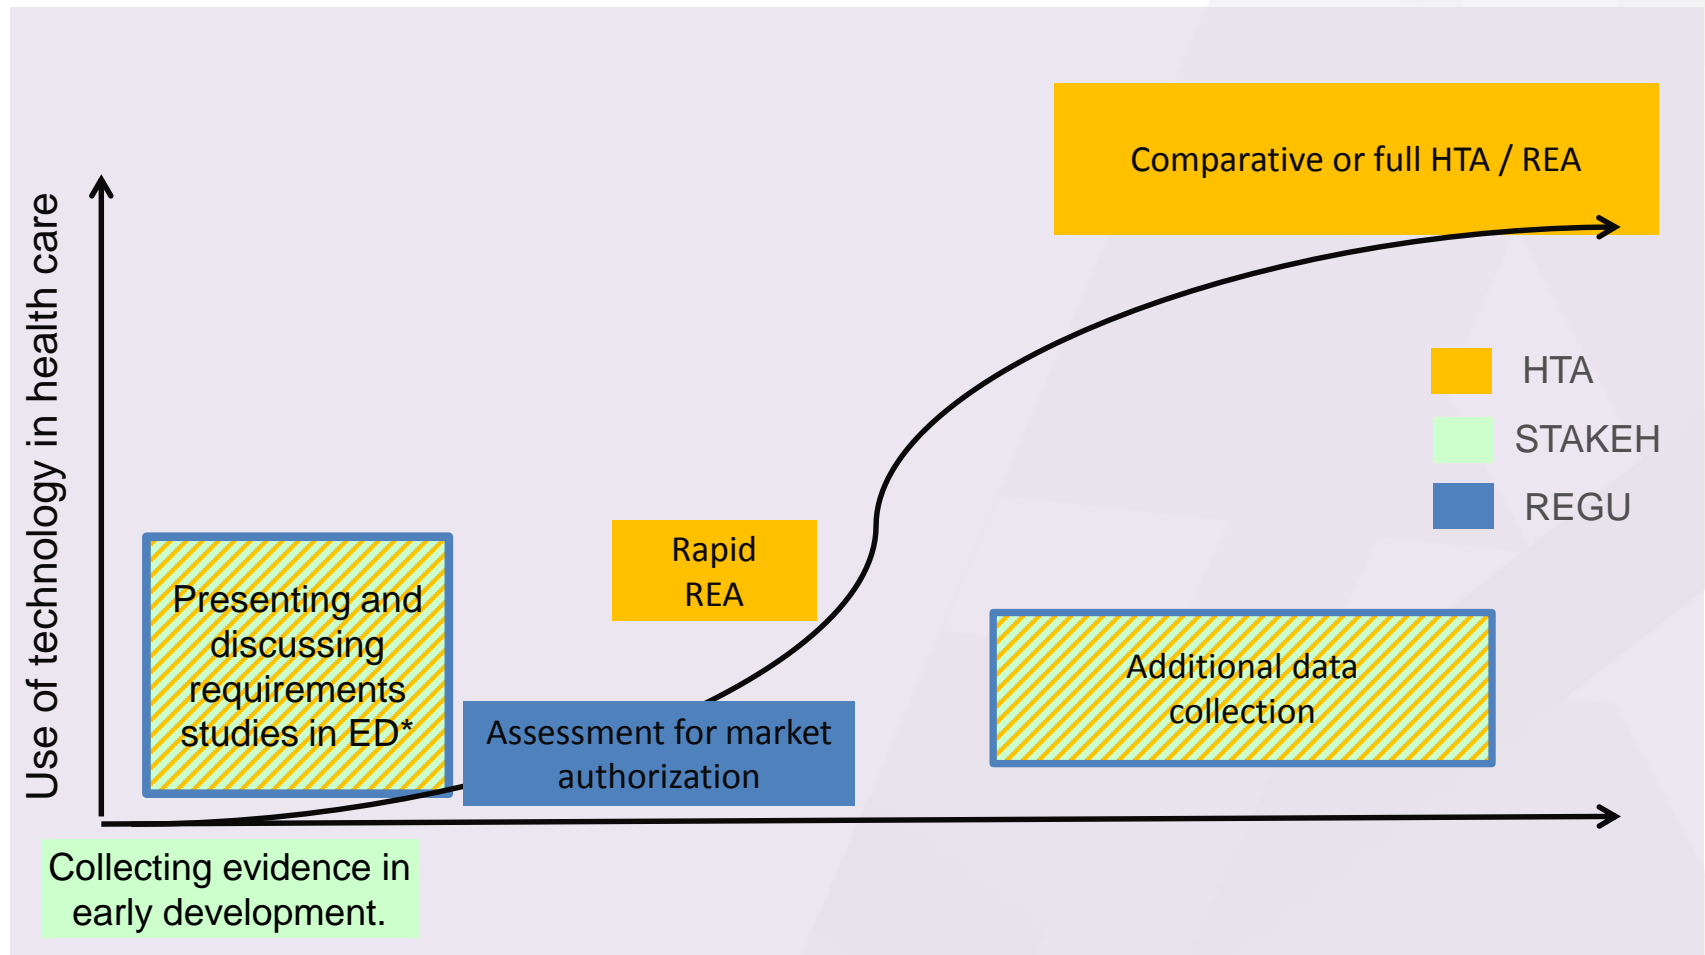 Comparative or full HTA / REA
Use of technology in health care
HTA
STAKEH
REGU
Rapid
REA
Presenting and
discussing
requirements
studies in ED*
Additional data
collection
Assessment for market
authorization
Collecting evidence in
early development.